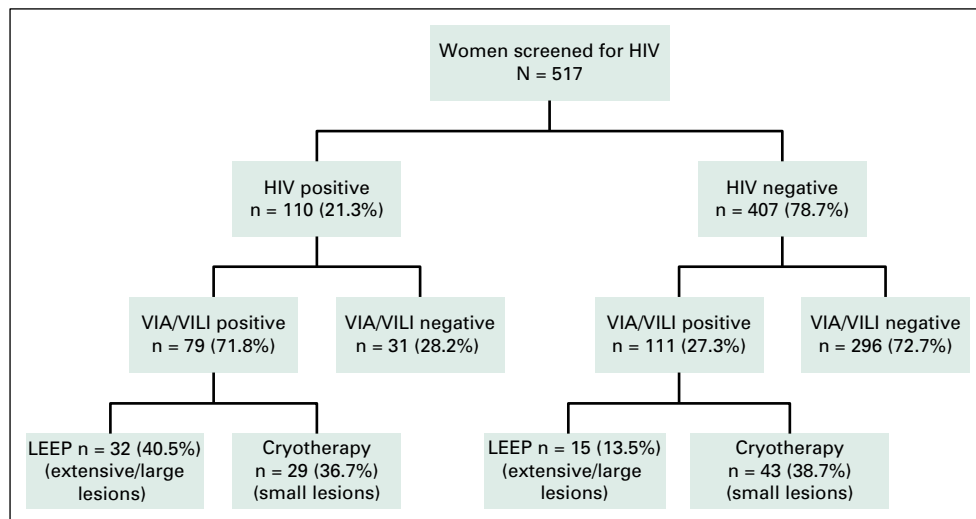 Women screened for HIV
N = 517
HIV positive
n = 110 (21.3%)
HIV negative
n = 407 (78.7%)
VIA/VILI positive
n = 79 (71.8%)
VIA/VILI negative
n = 31 (28.2%)
VIA/VILI positive
n = 111 (27.3%)
VIA/VILI negative
n = 296 (72.7%)
LEEP n = 32 (40.5%)
(extensive/large
lesions)
Cryotherapy
n = 29 (36.7%)
(small lesions)
LEEP n = 15 (13.5%)
(extensive/large
lesions)
Cryotherapy
n = 43 (38.7%)
(small lesions)